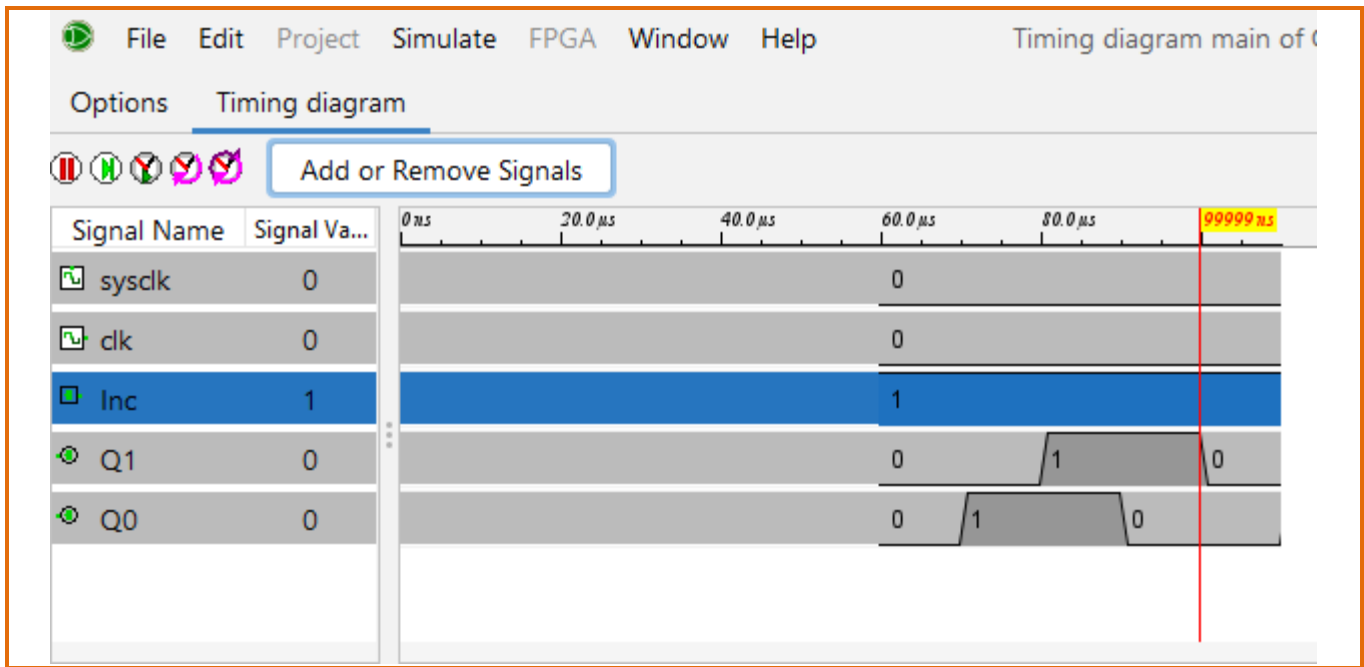 File Edit Project Simulate FPGA Window Help Timing diagram main of
Options Timing diagram
Add or Remove Signals
Signal Name Signal Va... 0 ns 20.0 µs 40.0 µs 60.0 µs 80.0 µs 99999 ns
sysclk 0 0
clk 0 0
Inc 1 1
Q1 0 0 1 0
Q0 0 0 1 0